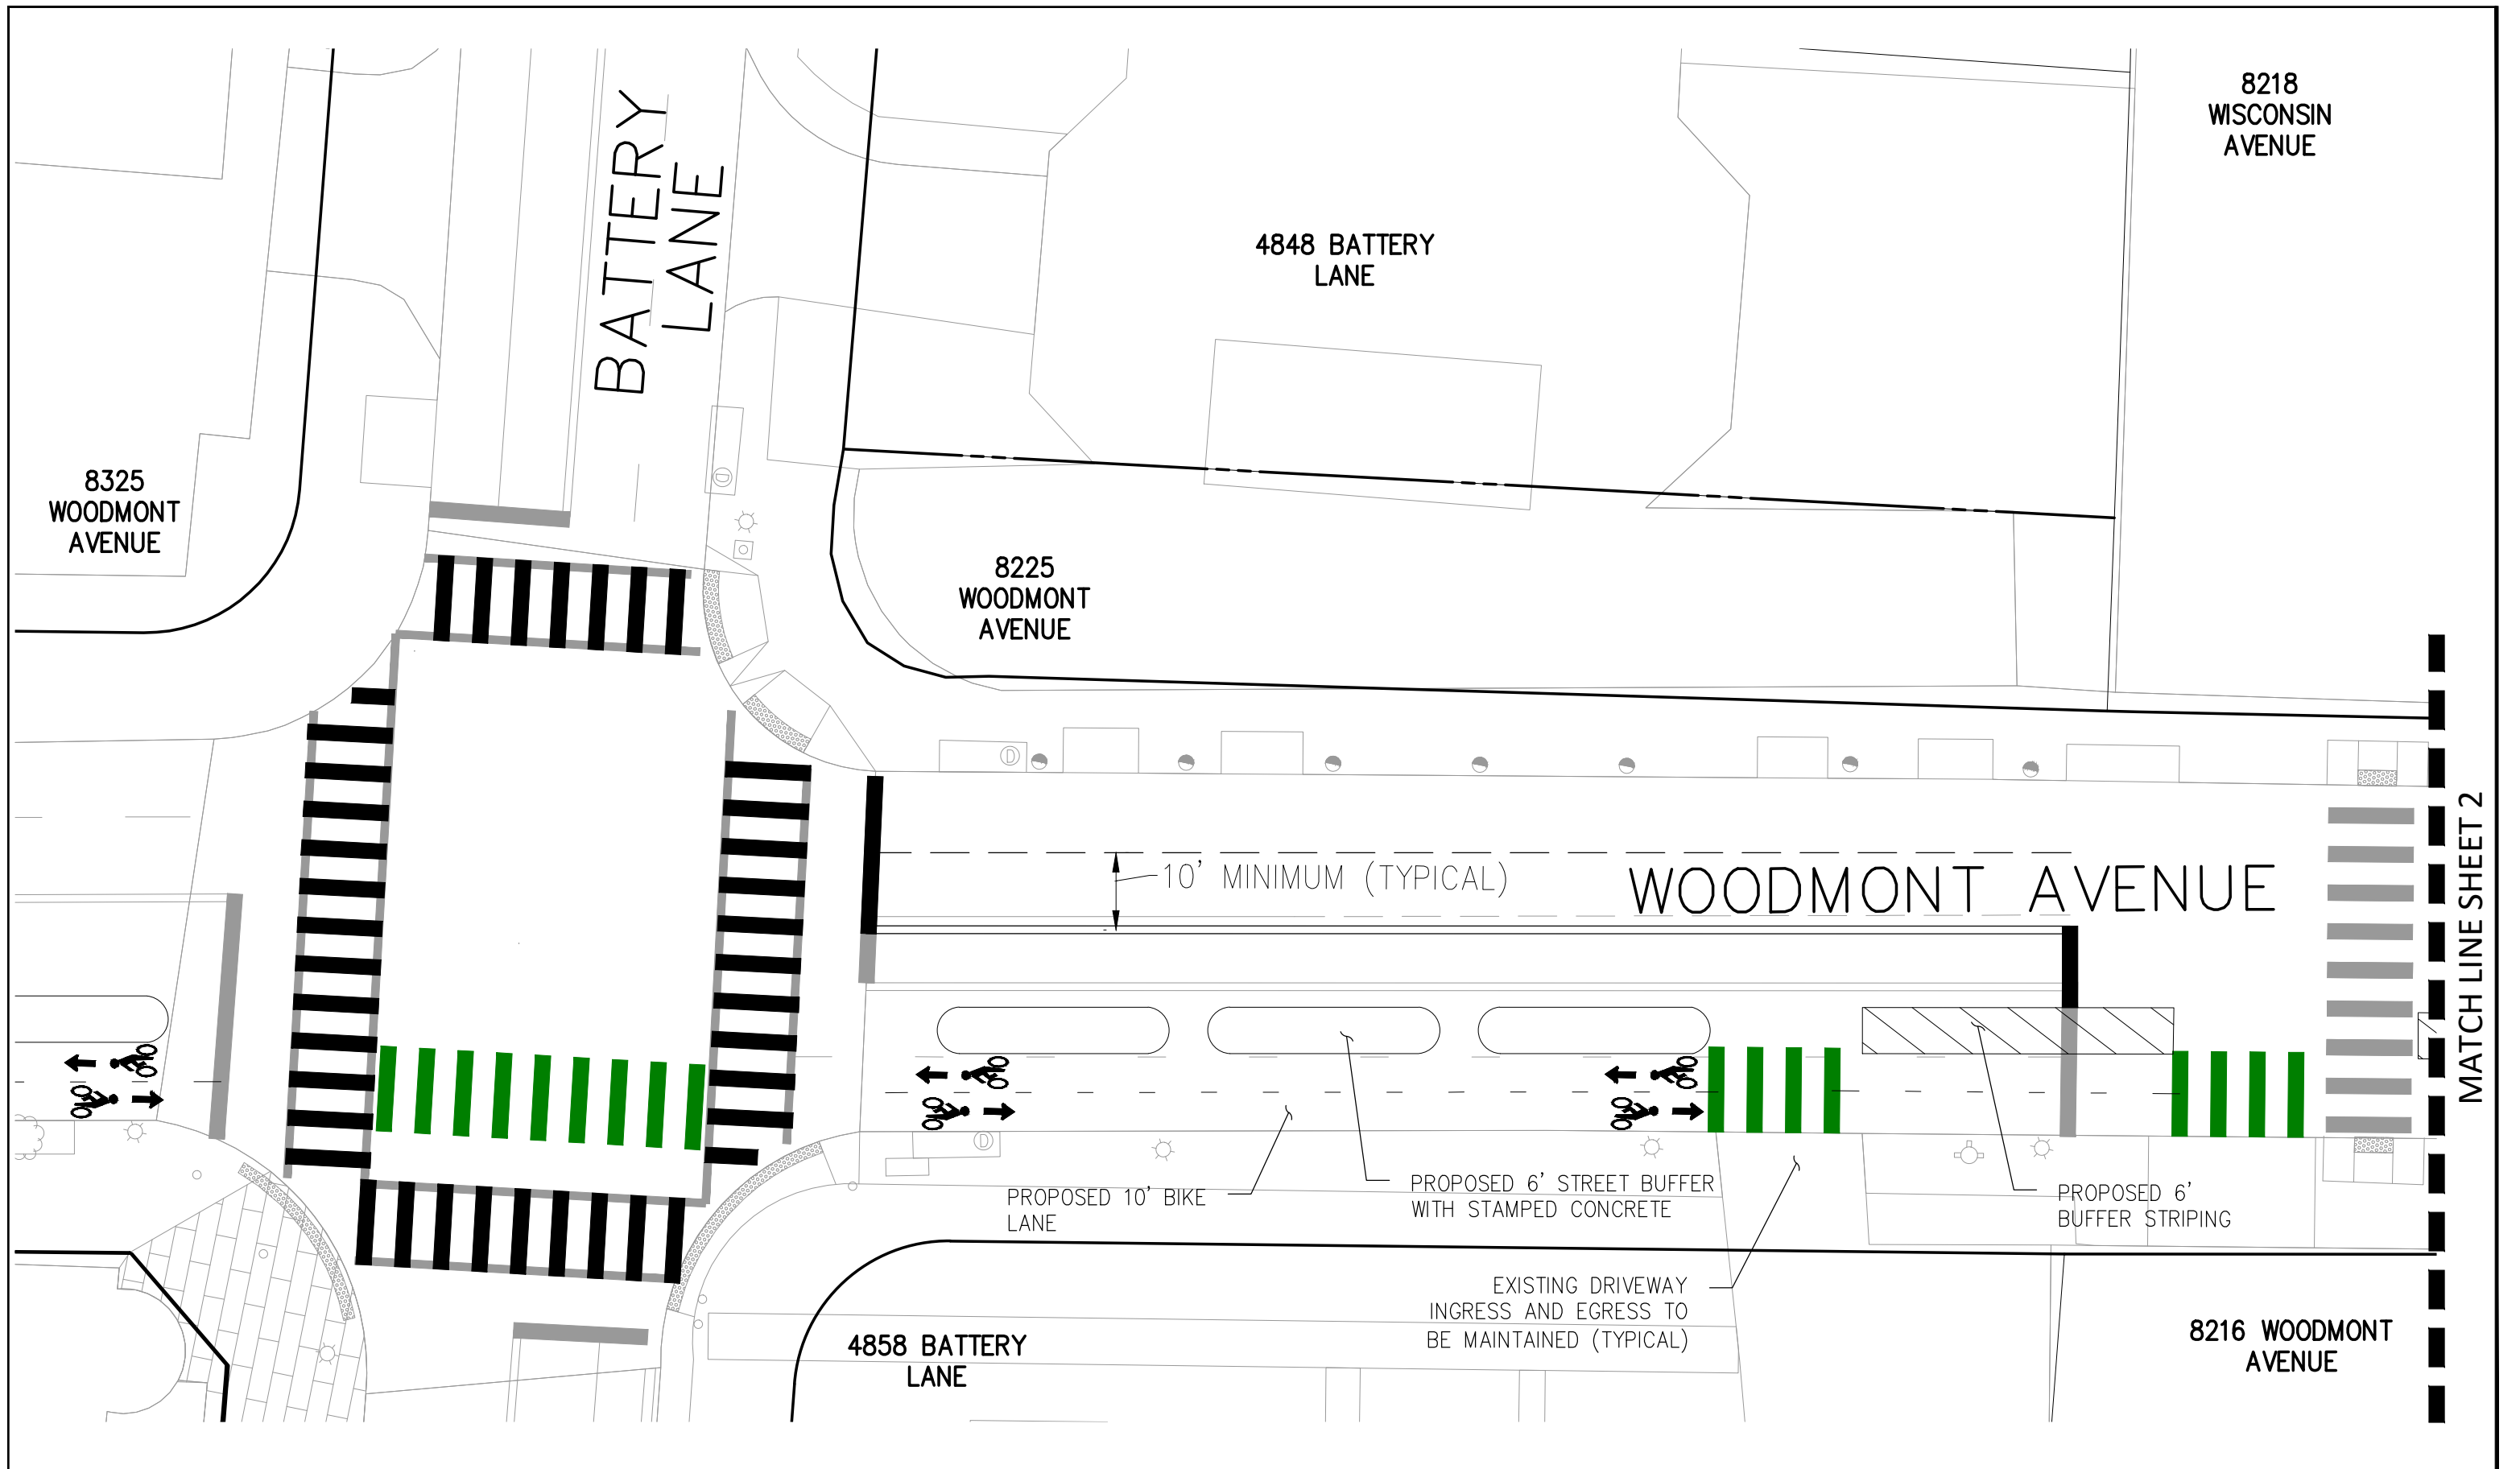 8218
WISCONSIN
AVENUE
BATTERY
LANE
4848 BATTERY
LANE
8325
WOODMONT
AVENUE
8225
WOODMONT
AVENUE
D
D
10' MINIMUM (TYPICAL)
WOODMONT AVENUE
MATCH LINE SHEET 2
D
PROPOSED 10' BIKE
LANE
PROPOSED 6' STREET BUFFER
WITH STAMPED CONCRETE
PROPOSED 6'
BUFFER STRIPING
EXISTING DRIVEWAY
INGRESS AND EGRESS TO
BE MAINTAINED (TYPICAL)
4858 BATTERY
LANE
8216 WOODMONT
AVENUE